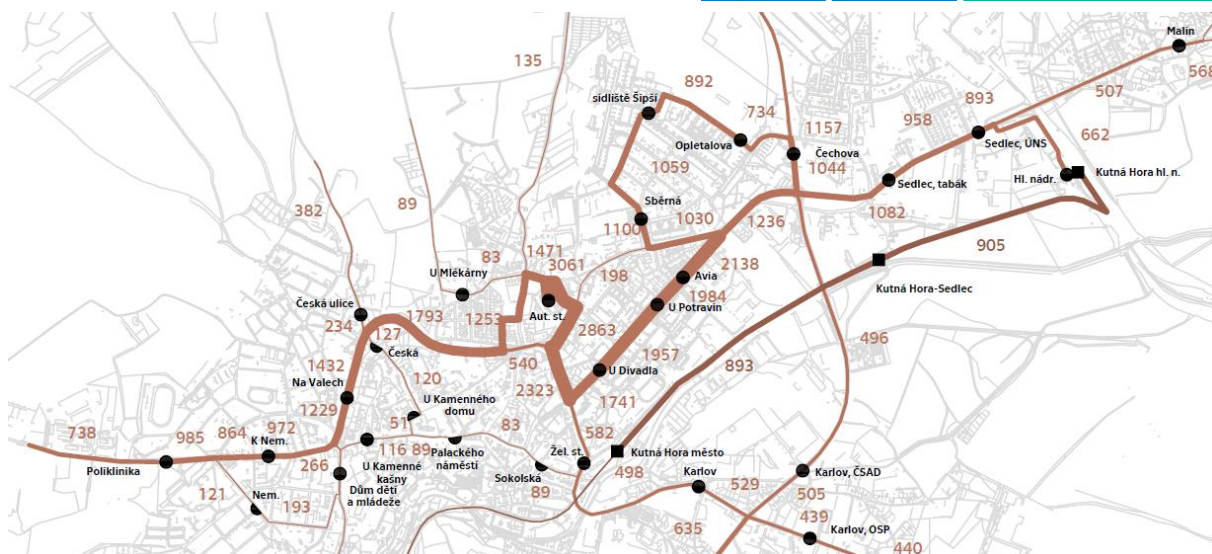 Malín
568
135
892
507
sídliště Šipší
893
734
1157
958
662
Opletalova
Sedlec, ÚNS
Čechova
1059
1044
Hl. nádr.
Kutná Hora hl. n.
89
Sedlec, tabák
382
Sběrná
1030
1236
1082
1100
905
83
1471
3061
198
2138
U Mlékárny
Avia
Kutná Hora-Sedlec
1984
Česká ulice
1793
1253
Aut. st.
U Potravin
234
127
2863
496
Česká
540
1957
893
1432
U Divadla
120
Na Valech
2323
1741
U Kamenného
domu
1229
51
83
582
738
985
864
972
116
89
K Nem.
Palackého
náměstí
Žel. st.
Kutná Hora město
Poliklinika
266
U Kamenné
kašny
Sokolská
498
Karlov
Karlov, ČSAD
Dům dětí
a mládeže
89
529
505
121
Nem.
193
635
439
Karlov, OSP
440